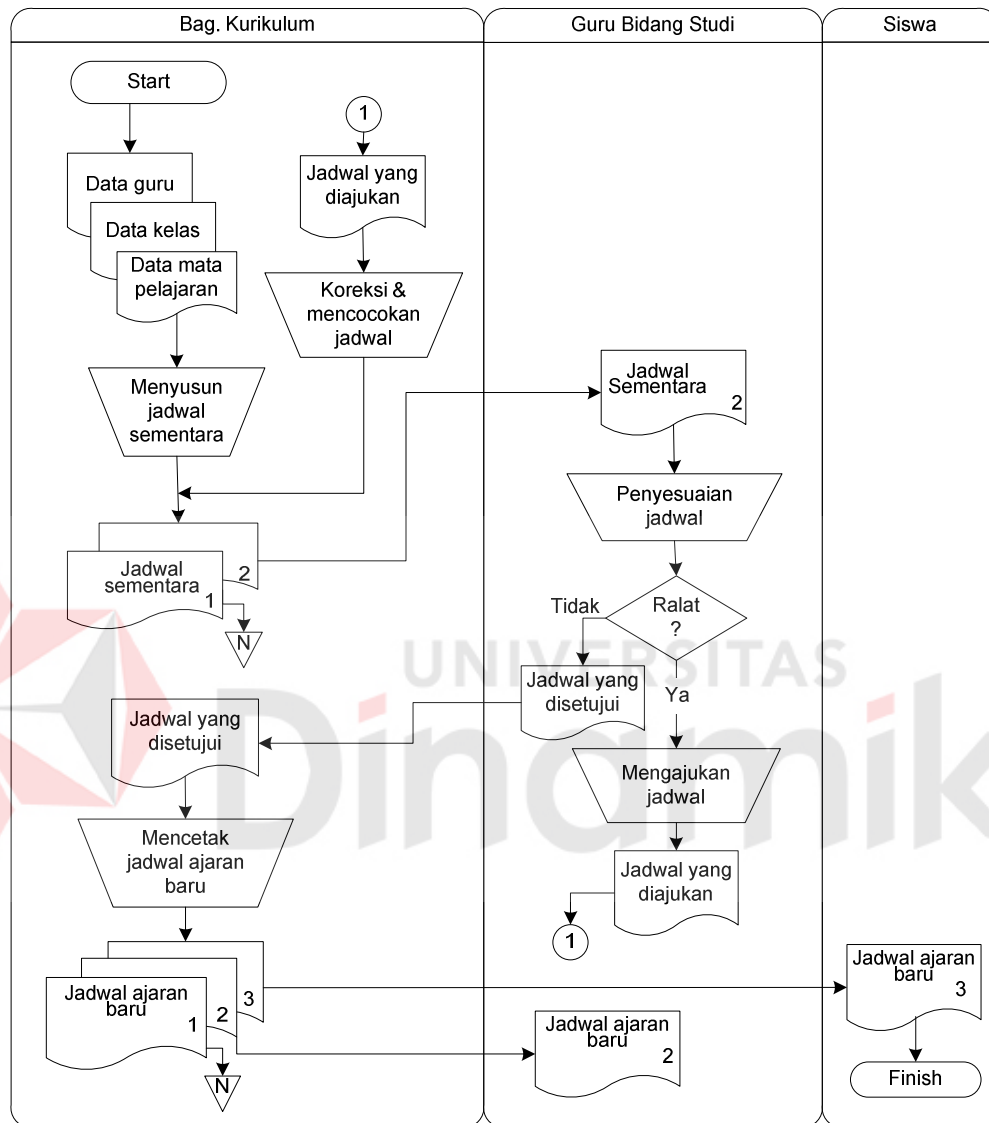 Bag. Kurikulum
Guru Bidang Studi
Siswa
Start
1
Data guru
Data kelas
Data mata
pelajaran
Jadwal yang
diajukan
Koreksi &
mencocokan
jadwal
Menyusun
jadwal
sementara
Jadwal
sementara
1
2
N
Jadwal
Sementara
2
Penyesuaian
jadwal
Ralat
?
Tidak
Ya
Jadwal yang
disetujui
Jadwal yang
disetujui
Mengajukan
jadwal
Jadwal yang
diajukan
1
Mencetak
jadwal ajaran
baru
Jadwal ajaran
baru
1
2
3
N
Jadwal ajaran
baru
2
Jadwal ajaran
baru
3
Finish
UNIVERSITAS
Dinamik